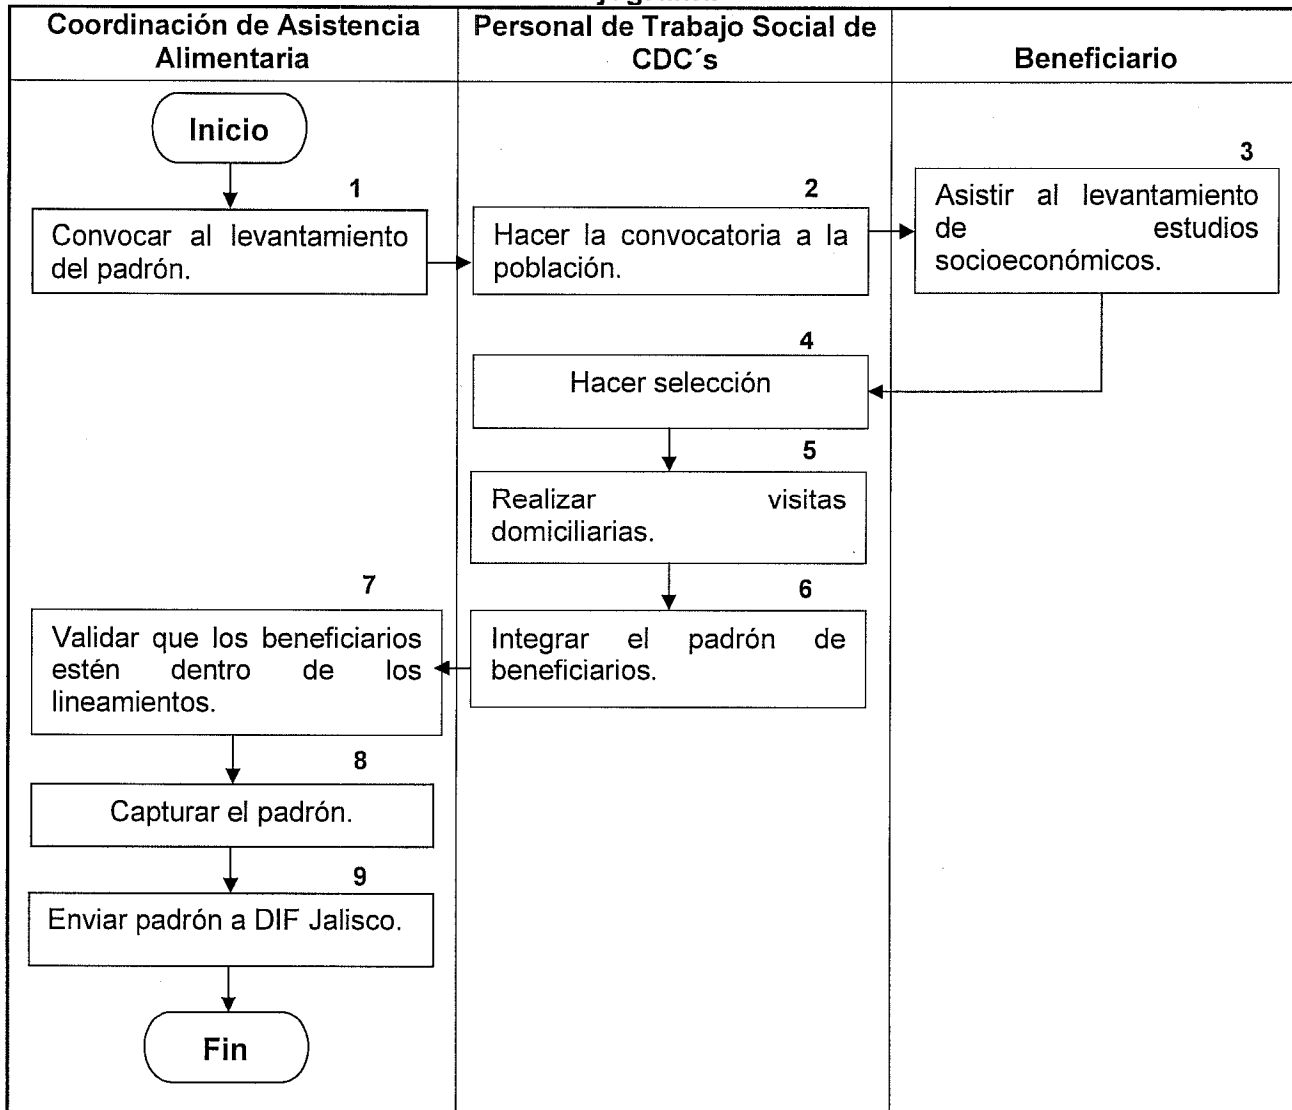 Coordinación de Asistencia
Alimentaria
Personal de Trabajo Social de
CDC´s
Beneficiario
Inicio
1
Convocar al levantamiento
del padrón.
2
Hacer la convocatoria a la
población.
3
Asistir al levantamiento
de estudios
socioeconómicos.
4
Hacer selección
5
Realizar visitas
domiciliarias.
6
Integrar el padrón de
beneficiarios.
7
Validar que los beneficiarios
estén dentro de los
lineamientos.
8
Capturar el padrón.
9
Enviar padrón a DIF Jalisco.
Fin